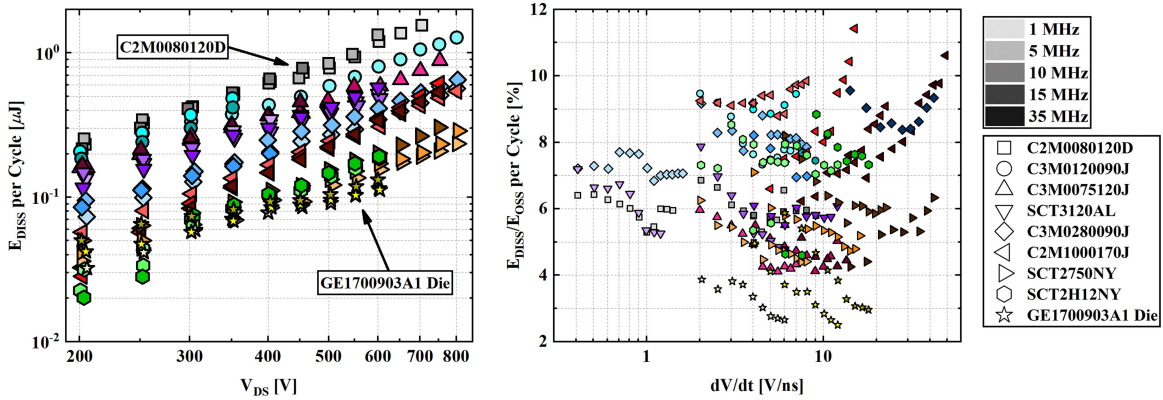 E_DISS per Cycle [μJ]
10⁰
10⁻¹
10⁻²
C2M0080120D
GE1700903A1 Die
200
300
400
500
600
700
800
V_DS [V]
E_DISS/E_OSS per Cycle [%]
12%
10%
8%
6%
4%
2%
1
10
dV/dt [V/ns]
1 MHz
5 MHz
10 MHz
15 MHz
35 MHz
C2M0080120D
C3M0120090J
C3M0075120J
SCT3120AL
C3M0280090J
C2M1000170J
SCT2750NY
SCT2H12NY
GE1700903A1 Die